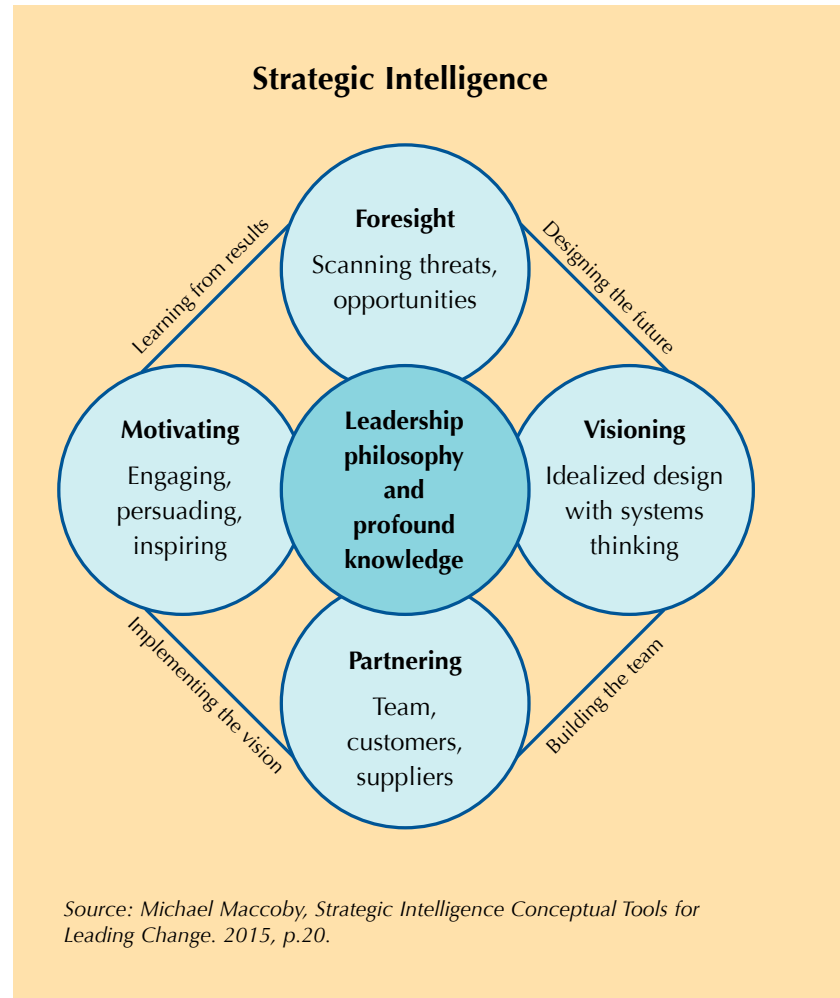 Strategic Intelligence
Foresight
Scanning threats,
opportunities
Learning from results
Designing the future
Motivating
Engaging,
persuading,
inspiring
Leadership
philosophy
and
profound
knowledge
Visioning
Idealized design
with systems
thinking
Implementing the vision
Building the team
Partnering
Team,
customers,
suppliers
Source: Michael Maccoby, Strategic Intelligence Conceptual Tools for
Leading Change. 2015, p.20.